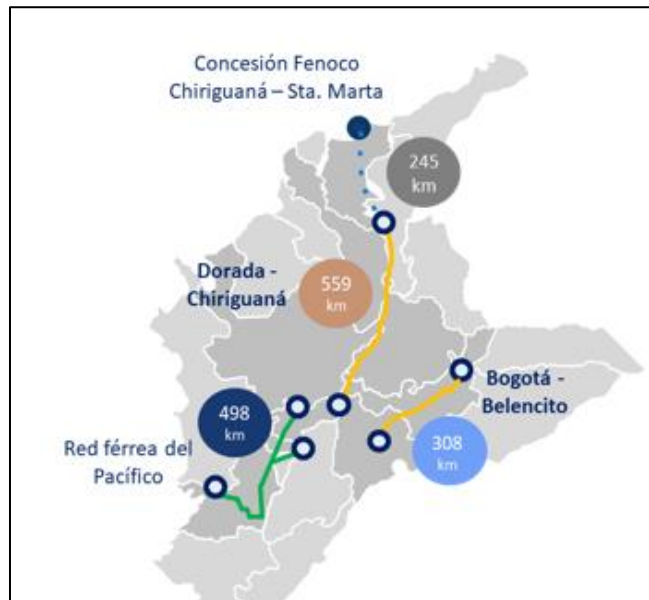 Concesión Fenoco
Chiriguaná – Sta. Marta
245
km
Dorada -
Chiriguaná
559
km
Bogotá -
Belencito
498
km
Red férrea del
Pacífico
308
km